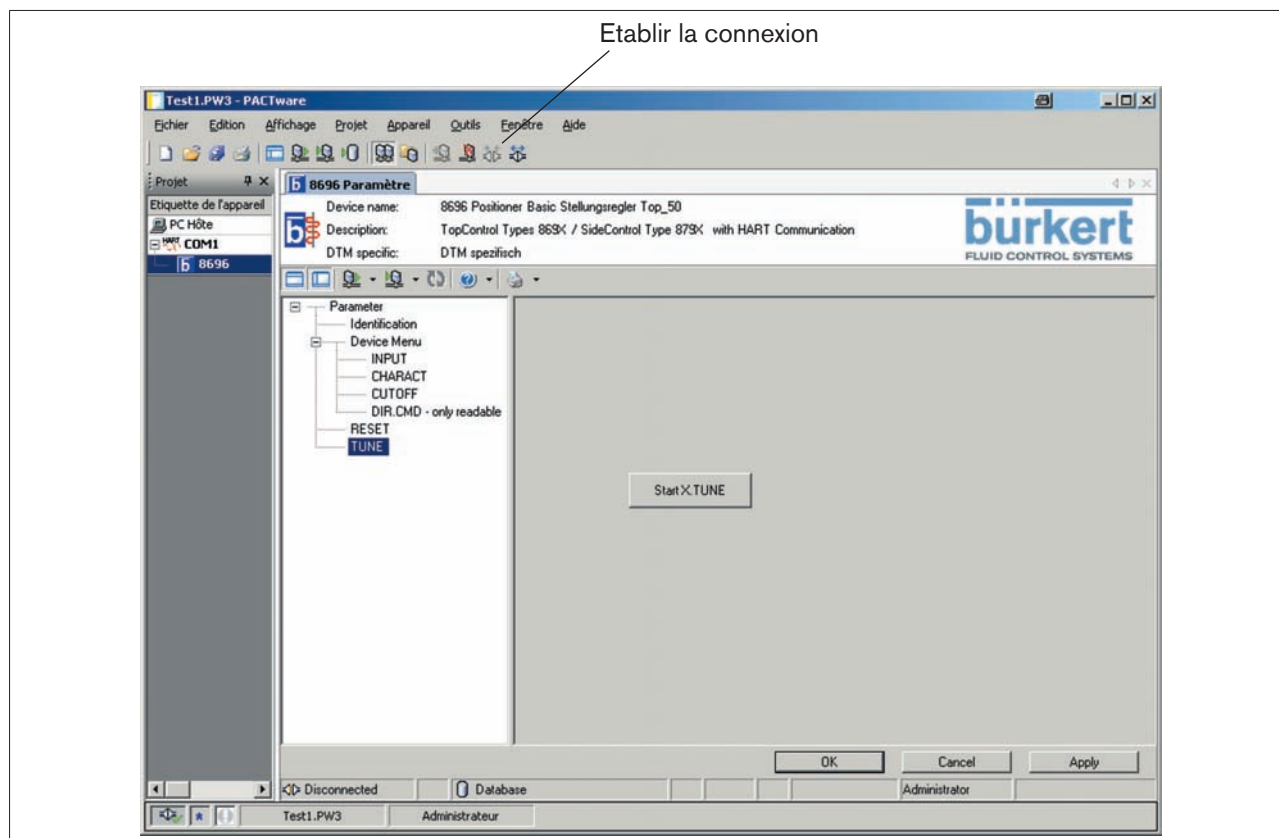 Etablir la connexion
Test1.PW3 - PACTware
Fichier Edition Affichage Projet Appareil Outils Fenêtre Aide
Projet
8696 Paramètre
Etiquette de l'appareil
PC Hôte
HART COM1
8696
Device name: 8696 Positioner Basic Stellungsregler Top_50
Description: TopControl Types 869X / SideControl Type 879X with HART Communication
DTM specific: DTM spezifisch
burkert
FLUID CONTROL SYSTEMS
Parameter
Identification
Device Menu
INPUT
CHARACT
CUTOFF
DIR.CMD - only readable
RESET
TUNE
Start X.TUNE
OK Cancel Apply
Disconnected Database Administrator
Test1.PW3 Administrateur